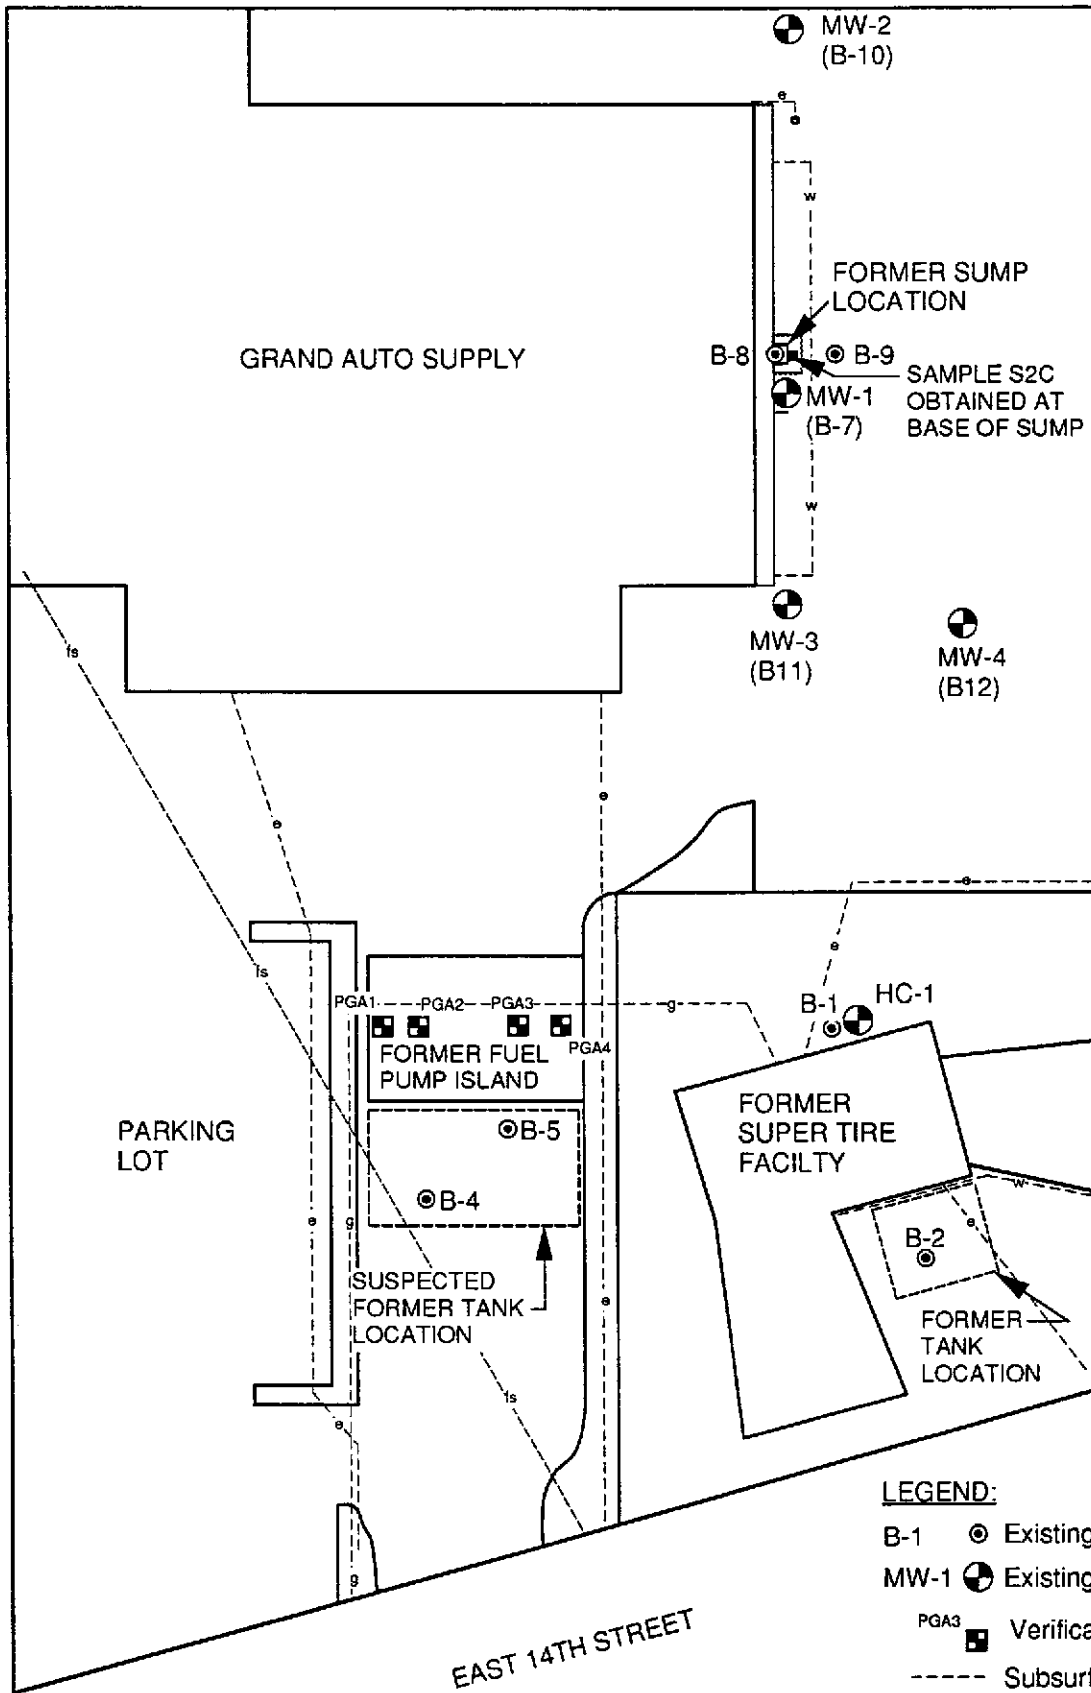 MW-2
(B-10)
e
e
w
FORMER SUMP
LOCATION
GRAND AUTO SUPPLY
B-8
B-9
SAMPLE S2C
OBTAINED AT
BASE OF SUMP
MW-1
(B-7)
w
MW-3
(B11)
MW-4
(B12)
fs
e
e
e
e
fs
PGA1
PGA2
PGA3
g
B-1
HC-1
PGA4
FORMER FUEL
PUMP ISLAND
FORMER
SUPER TIRE
FACILTY
PARKING
LOT
B-5
B-4
w
e
g
e
B-2
SUSPECTED
FORMER TANK
LOCATION
e
FORMER
TANK
LOCATION
fs
e
g
EAST 14TH STREET
LEGEND:
B-1 Existing
MW-1 Existing
PGA3 Verifica
Subsurf